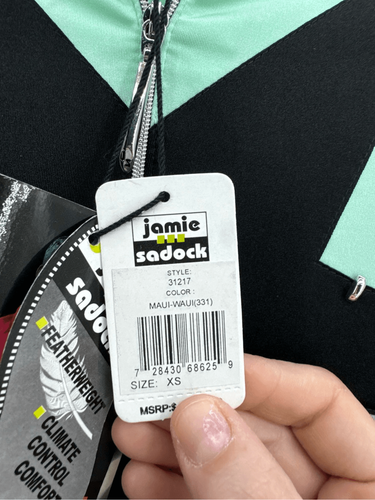 jamie
sadock
STYLE:
31217
COLOR :
MAUI-WAUI(331)
7 28430 68625 9
SIZE: XS
MSRP:$
sadock
FEATHERWEIGHT
CLIMATE
CONTROL
COMFORT